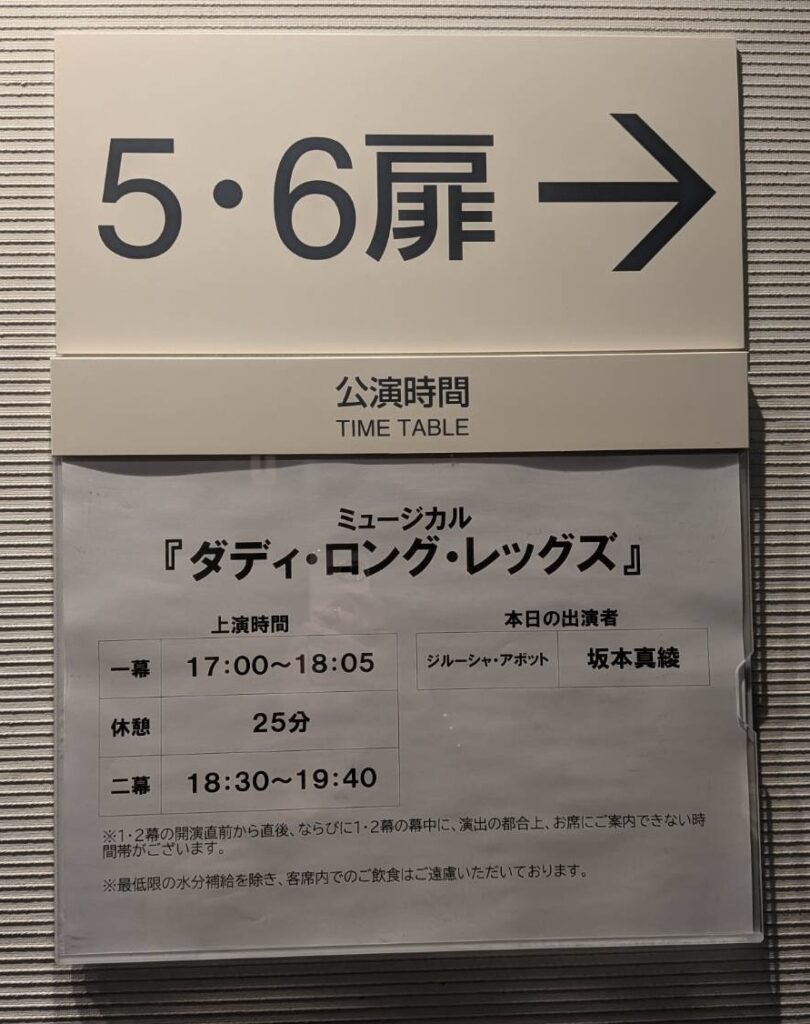 5・6扉 →
公演時間
TIME TABLE
ミュージカル
『ダディ・ロング・レッグズ』
上演時間
一幕 17:00～18:05
休憩 25分
二幕 18:30～19:40
本日の出演者
ジルーシャ・アボット 坂本真綾
※1・2幕の開演直前から直後、ならびに1・2幕の幕中に、演出の都合上、お席にご案内できない時
間帯がございます。
※最低限の水分補給を除き、客席内でのご飲食はご遠慮いただいております。